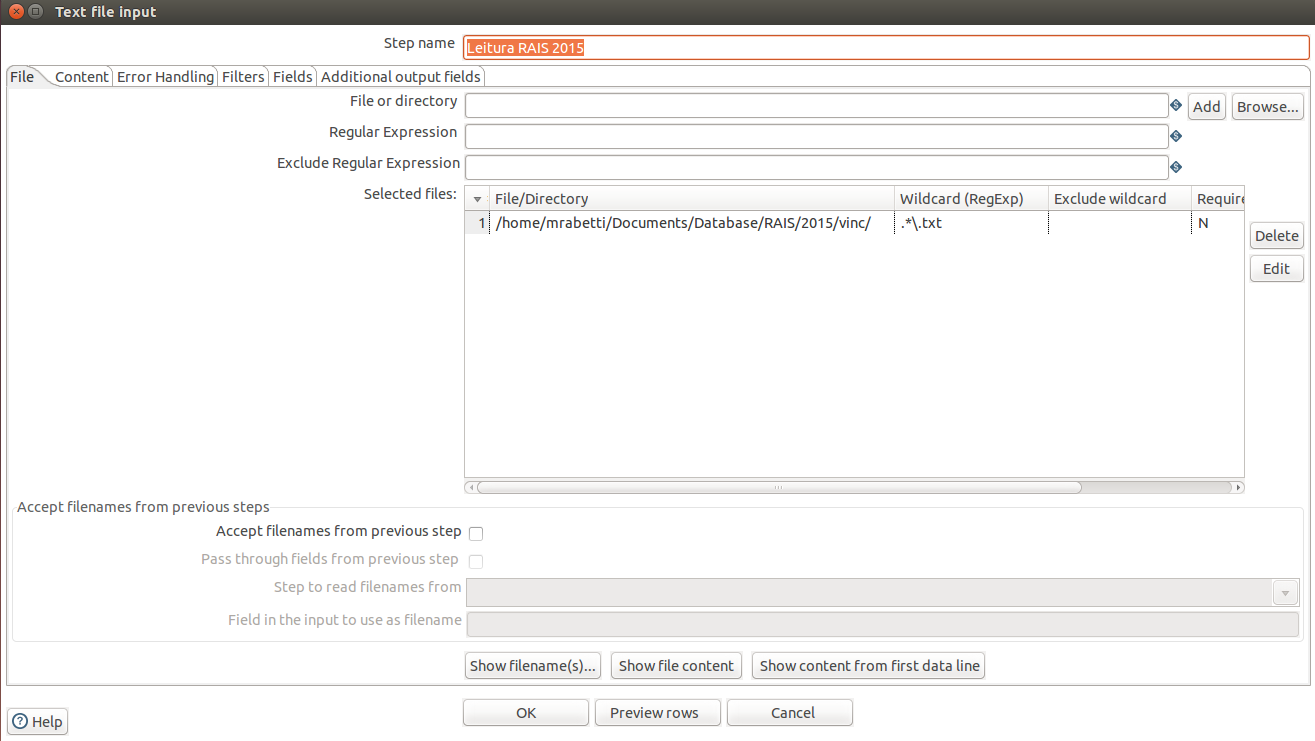 Text file input
Step name Leitura RAIS 2015
File Content Error Handling Filters Fields Additional output fields
File or directory Add Browse...
Regular Expression
Exclude Regular Expression
Selected files: File/Directory Wildcard (RegExp) Exclude wildcard Require
1 /home/mrabetti/Documents/Database/RAIS/2015/vinc/ .*\.txt N
Delete
Edit
Accept filenames from previous steps
Accept filenames from previous step
Pass through fields from previous step
Step to read filenames from
Field in the input to use as filename
Show filename(s)... Show file content Show content from first data line
Help OK Preview rows Cancel